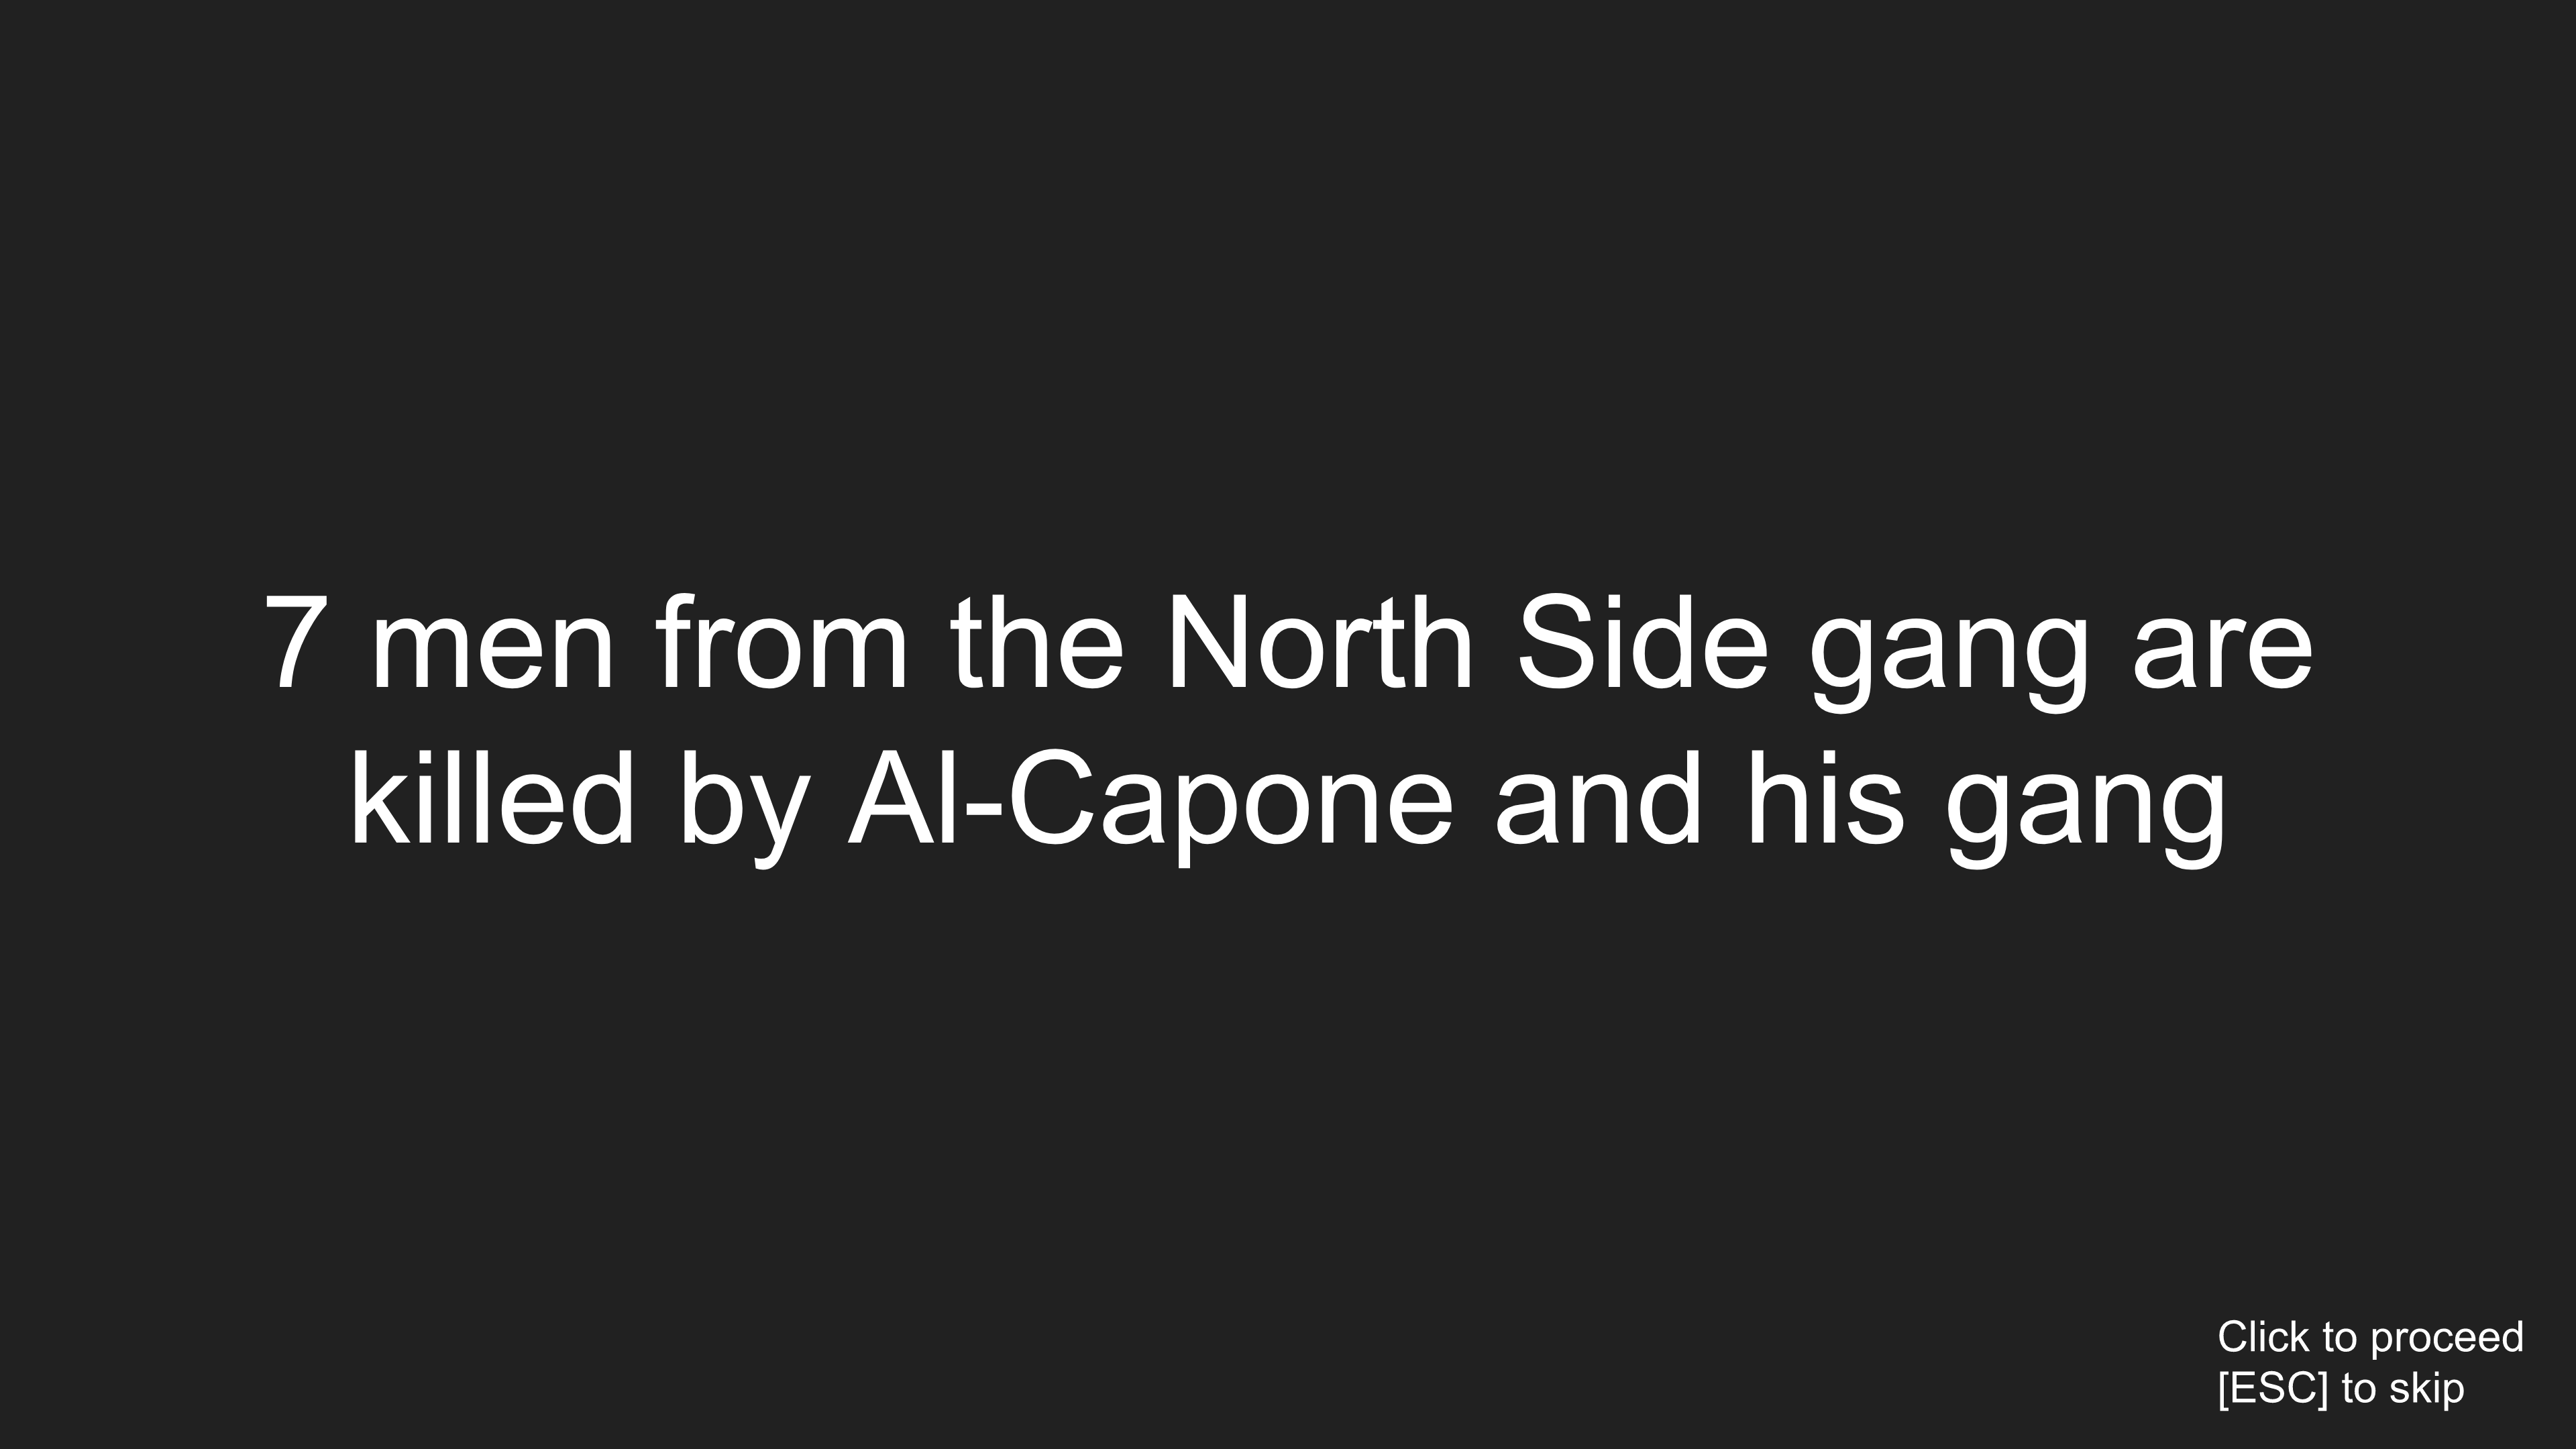 7 men from the North Side gang are
killed by Al-Capone and his gang
Click to proceed
[ESC] to skip